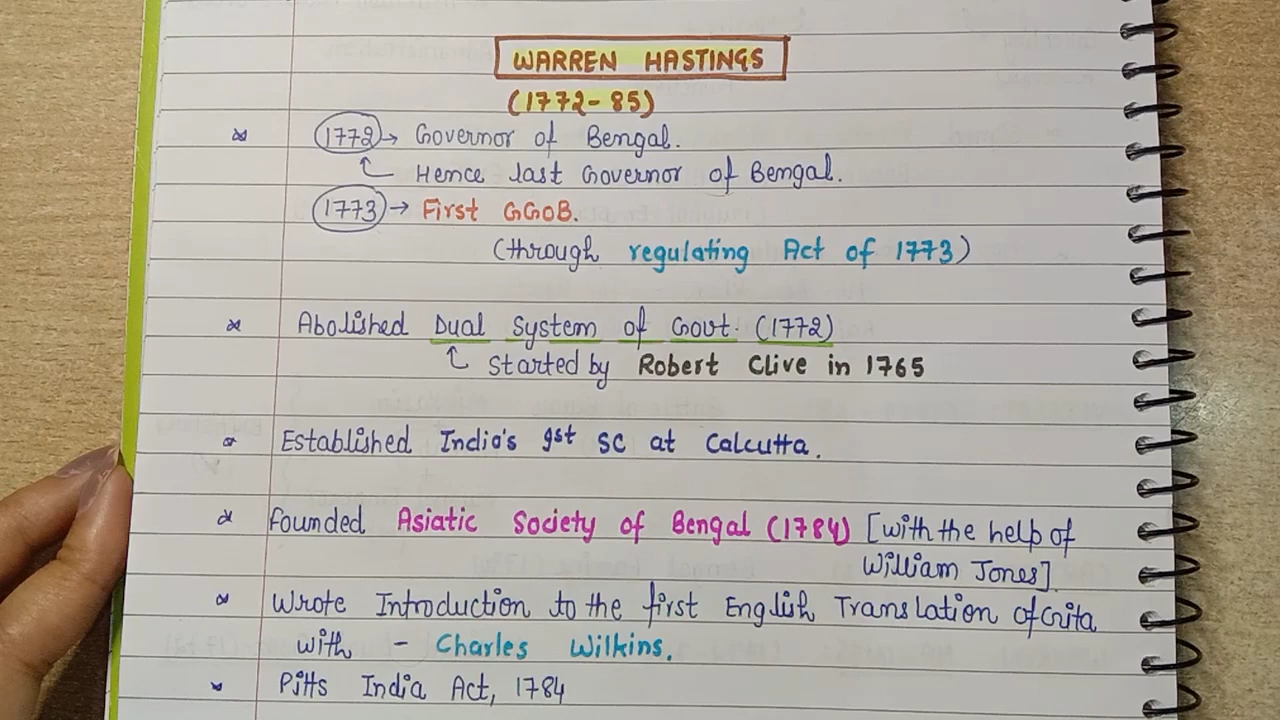 WARREN HASTINGS
(1772-85)
1772 → Governor of Bengal.
Hence last Governor of Bengal.
1773 → First GGOB.
(through regulating Act of 1773)
Abolished Dual System of Govt. (1772)
Started by Robert Clive in 1765
Established India's 1st SC at Calcutta.
founded Asiatic Society of Bengal (1784) [with the help of
William Jones].
Wrote Introduction to the first English Translation of Gita
with - Charles Wilkins.
Pitts India Act, 1784